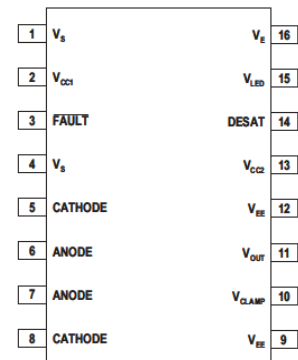 1 VS VE 16
2 VCC1 VLED 15
3 FAULT DESAT 14
4 VS VCC2 13
5 CATHODE VEE 12
6 ANODE VOUT 11
7 ANODE VCLAMP 10
8 CATHODE VEE 9